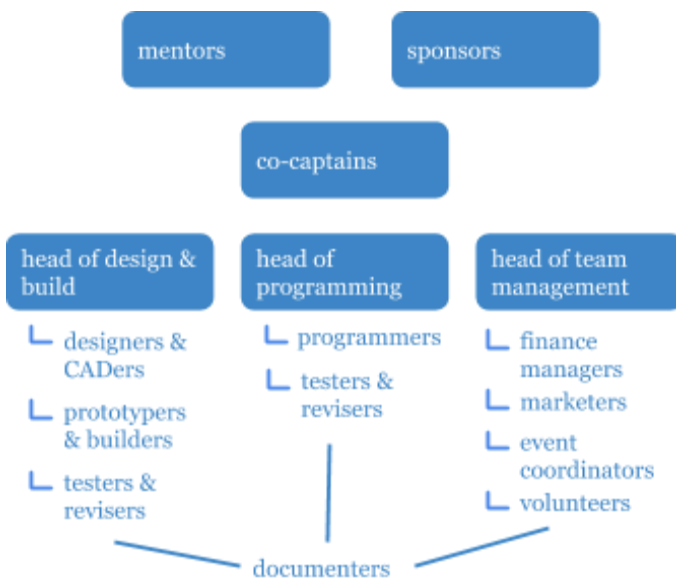 mentors
sponsors
co-captains
head of design &
build
head of
programming
head of team
management
designers &
CADers
prototypers
& builders
testers &
revisers
programmers
testers &
revisers
finance
managers
marketers
event
coordinators
volunteers
documenters